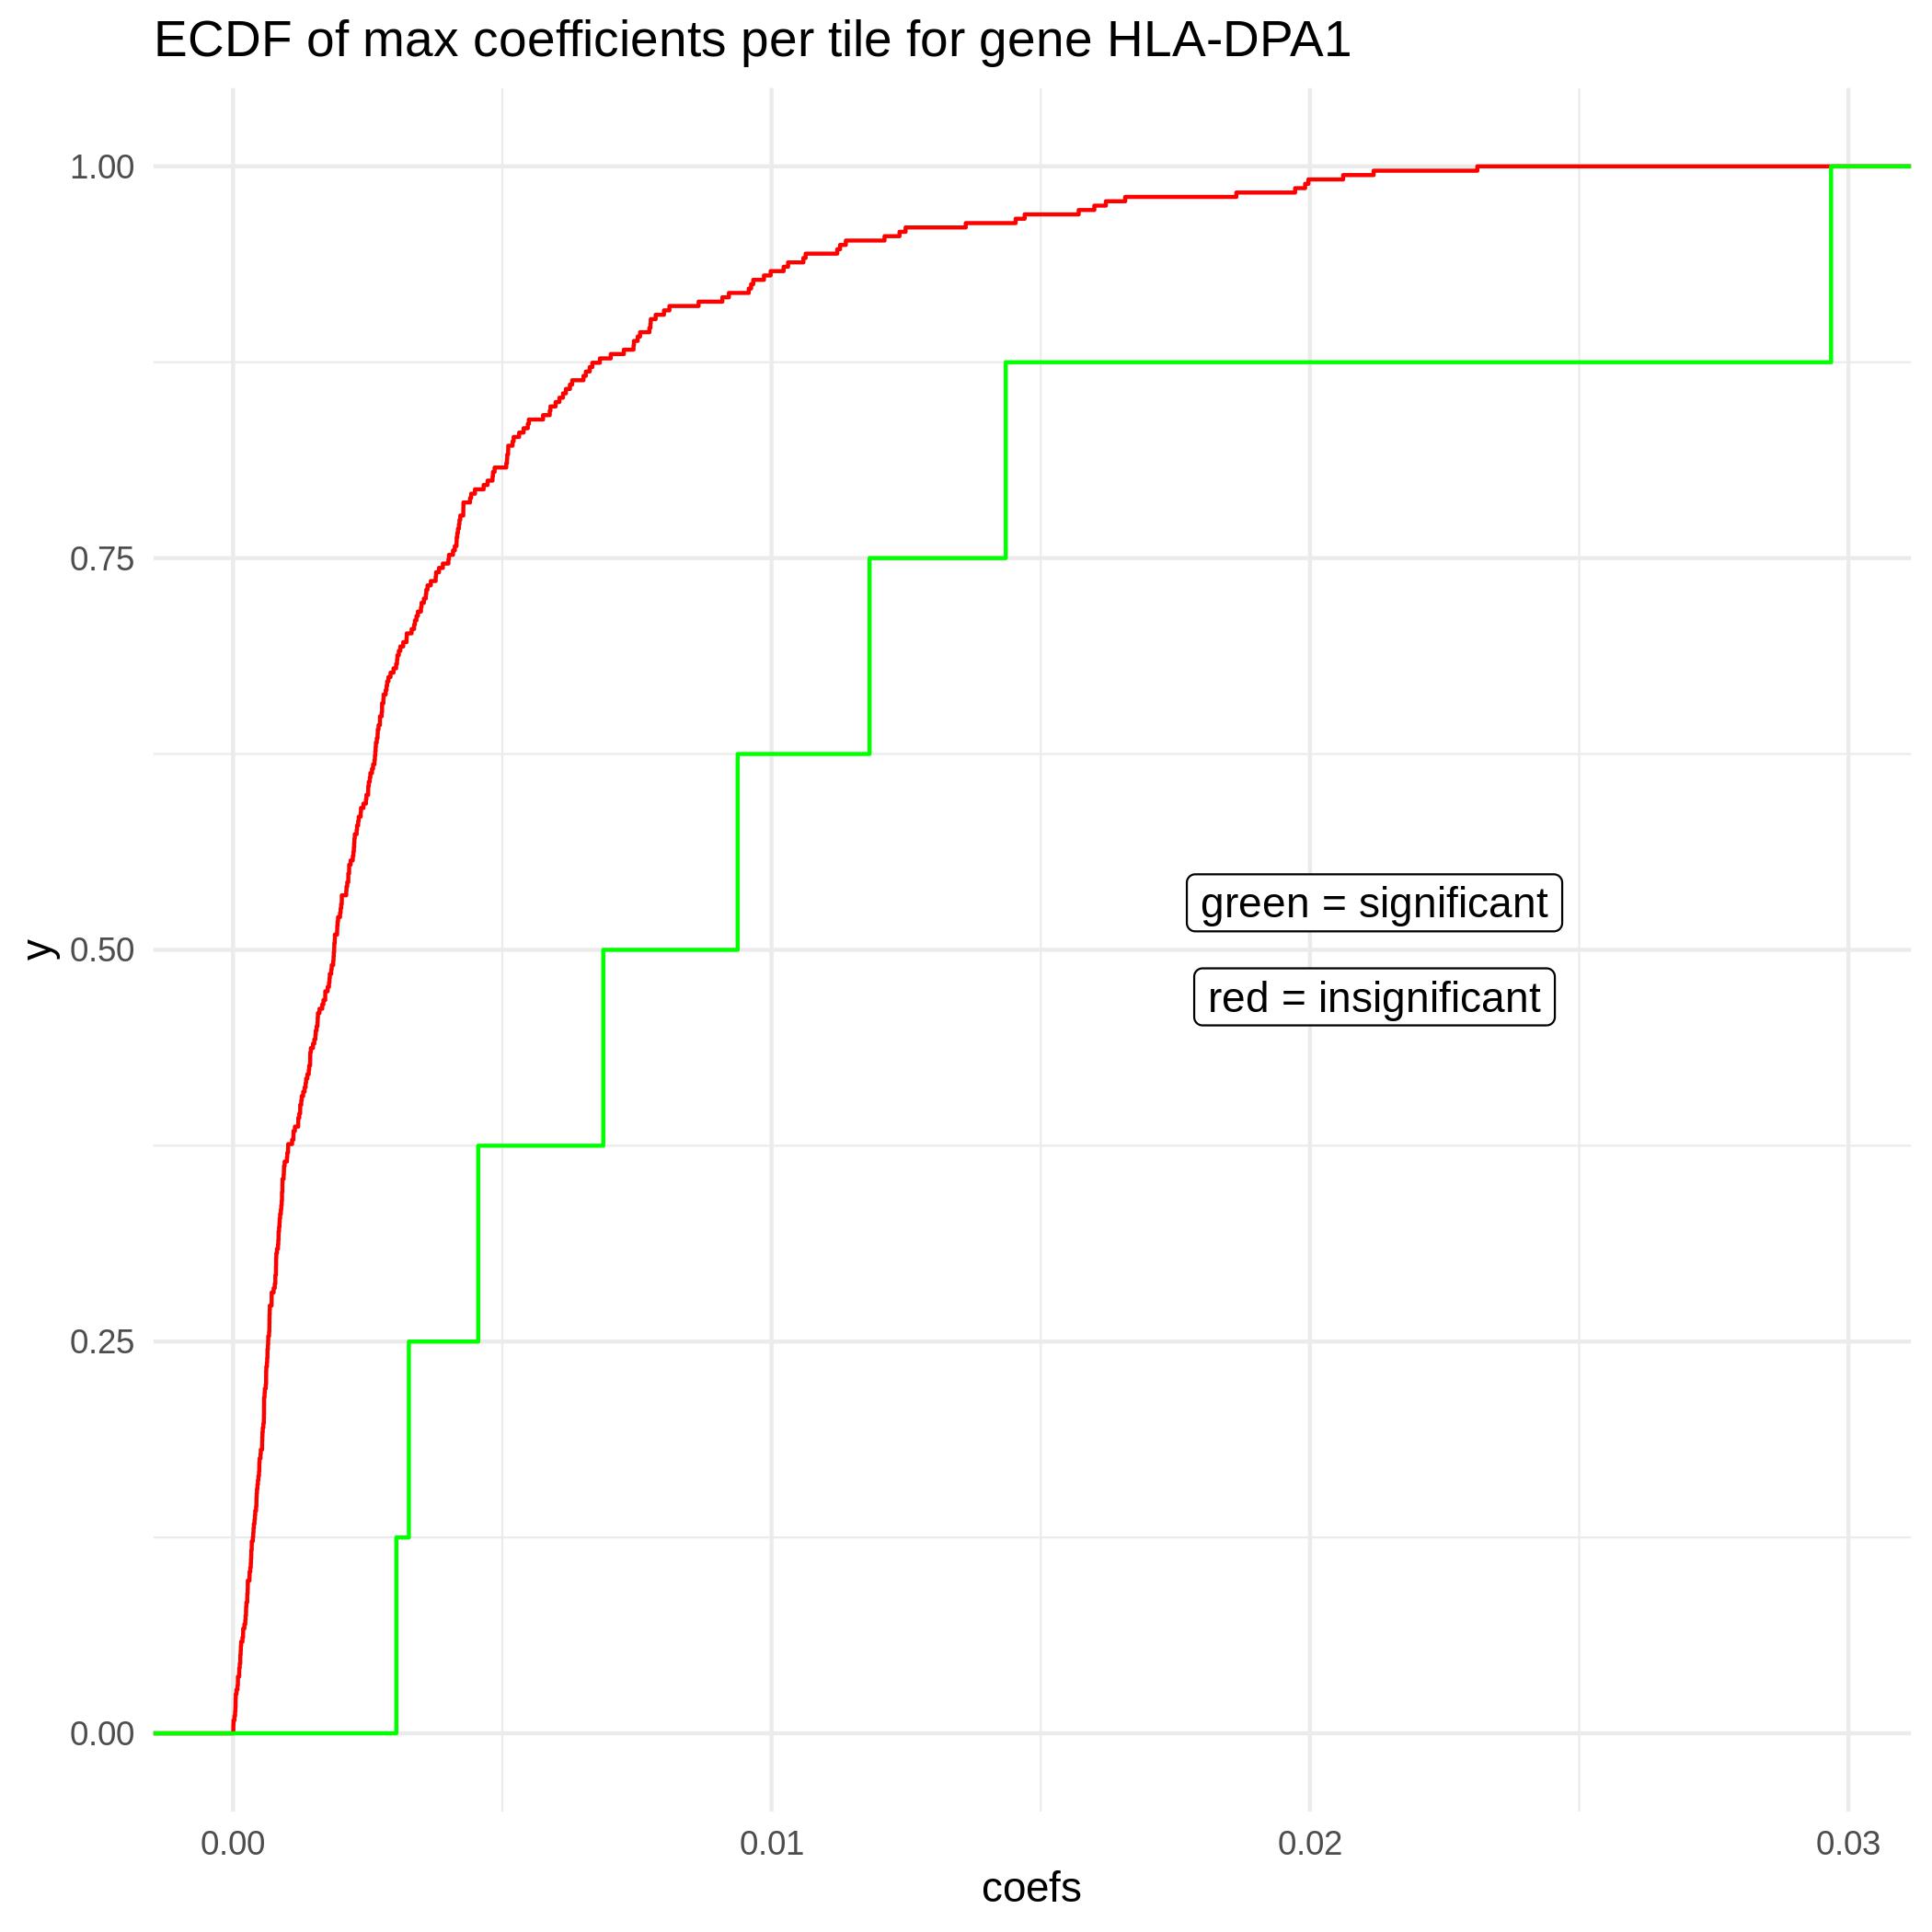 ECDF of max coefficients per tile for gene HLA-DPA1
1.00
0.75
0.50
0.25
0.00
y
green = significant
red = insignificant
0.00 0.01 0.02 0.03
coefs